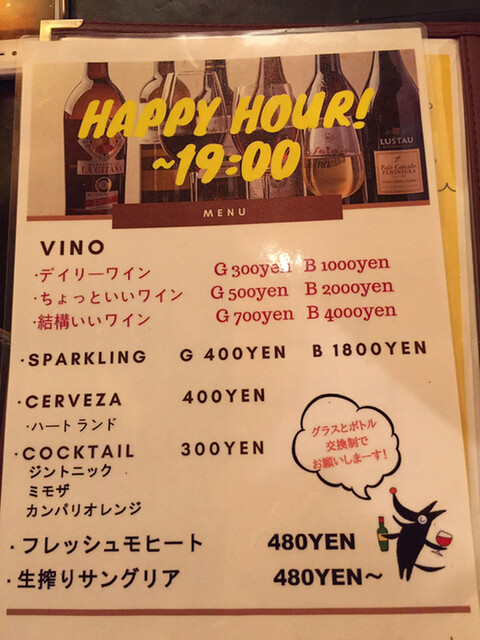 HAPPY HOUR!
~19:00
LA GITANA
LUSTAU
Palo Cortado
PENINSULA
MENU
VINO
・デイリーワイン G 300yen B 1000yen
・ちょっといいワイン G 500yen B 2000yen
・結構いいワイン G 700yen B 4000yen
・SPARKLING G 400YEN B 1800YEN
・CERVEZA 400YEN
・ハートランド
・COCKTAIL 300YEN
ジントニック
ミモザ
カンパリオレンジ
グラスとボトル
交換制で
お願いしまーす!
・フレッシュモヒート 480YEN
・生搾りサングリア 480YEN～